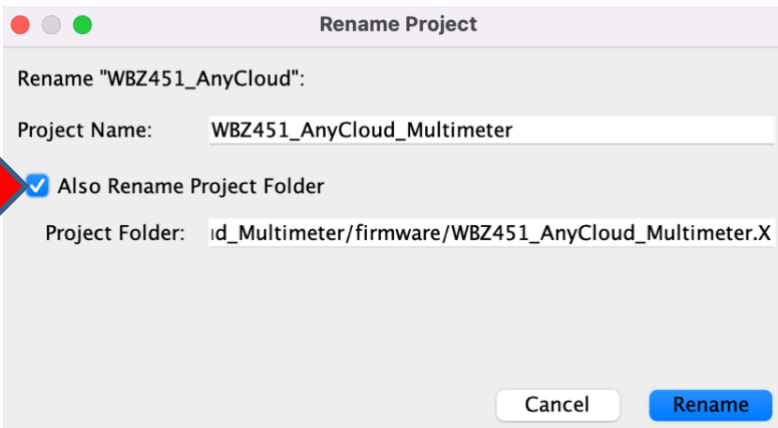 Rename Project
Rename "WBZ451_AnyCloud":
Project Name: WBZ451_AnyCloud_Multimeter
Also Rename Project Folder
Project Folder: d_Multimeter/firmware/WBZ451_AnyCloud_Multimeter.X
Cancel Rename